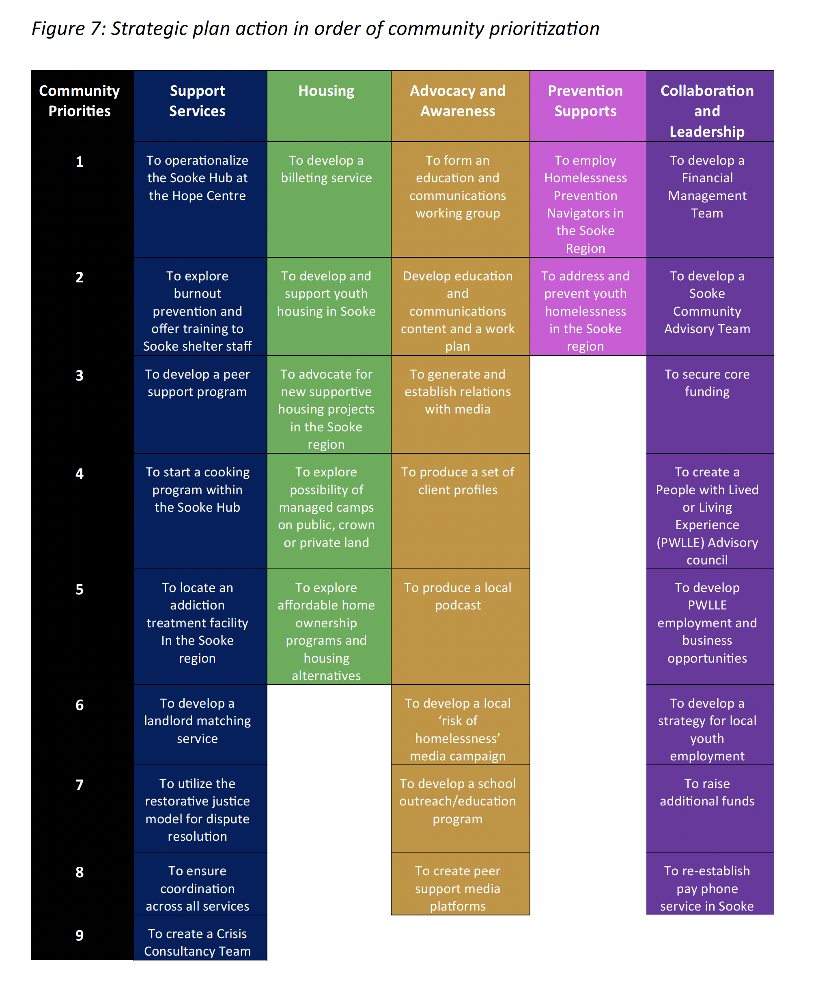 Figure 7: Strategic plan action in order of community prioritization
Community
Priorities
Support
Services
Housing
Advocacy and
Awareness
Prevention
Supports
Collaboration
and
Leadership
1
To operationalize
the Sooke Hub at
the Hope Centre
To develop a
billeting service
To form an
education and
communications
working group
To employ
Homelessness
Prevention
Navigators in
the Sooke
Region
To develop a
Financial
Management
Team
2
To explore
burnout
prevention and
offer training to
Sooke shelter staff
To develop and
support youth
housing in Sooke
Develop education
and
communications
content and a work
plan
To address and
prevent youth
homelessness
in the Sooke
region
To develop a
Sooke
Community
Advisory Team
3
To develop a peer
support program
To advocate for
new supportive
housing projects
in the Sooke
region
To generate and
establish relations
with media
To secure core
funding
4
To start a cooking
program within
the Sooke Hub
To explore
possibility of
managed camps
on public, crown
or private land
To produce a set of
client profiles
To create a
People with Lived
or Living
Experience
(PWLLE) Advisory
council
5
To locate an
addiction
treatment facility
In the Sooke
region
To explore
affordable home
ownership
programs and
housing
alternatives
To produce a local
podcast
To develop
PWLLE
employment and
business
opportunities
6
To develop a
landlord matching
service
To develop a local
‘risk of
homelessness’
media campaign
To develop a
strategy for local
youth
employment
7
To utilize the
restorative justice
model for dispute
resolution
To develop a school
outreach/education
program
To raise
additional funds
8
To ensure
coordination
across all services
To create peer
support media
platforms
To re-establish
pay phone
service in Sooke
9
To create a Crisis
Consultancy Team